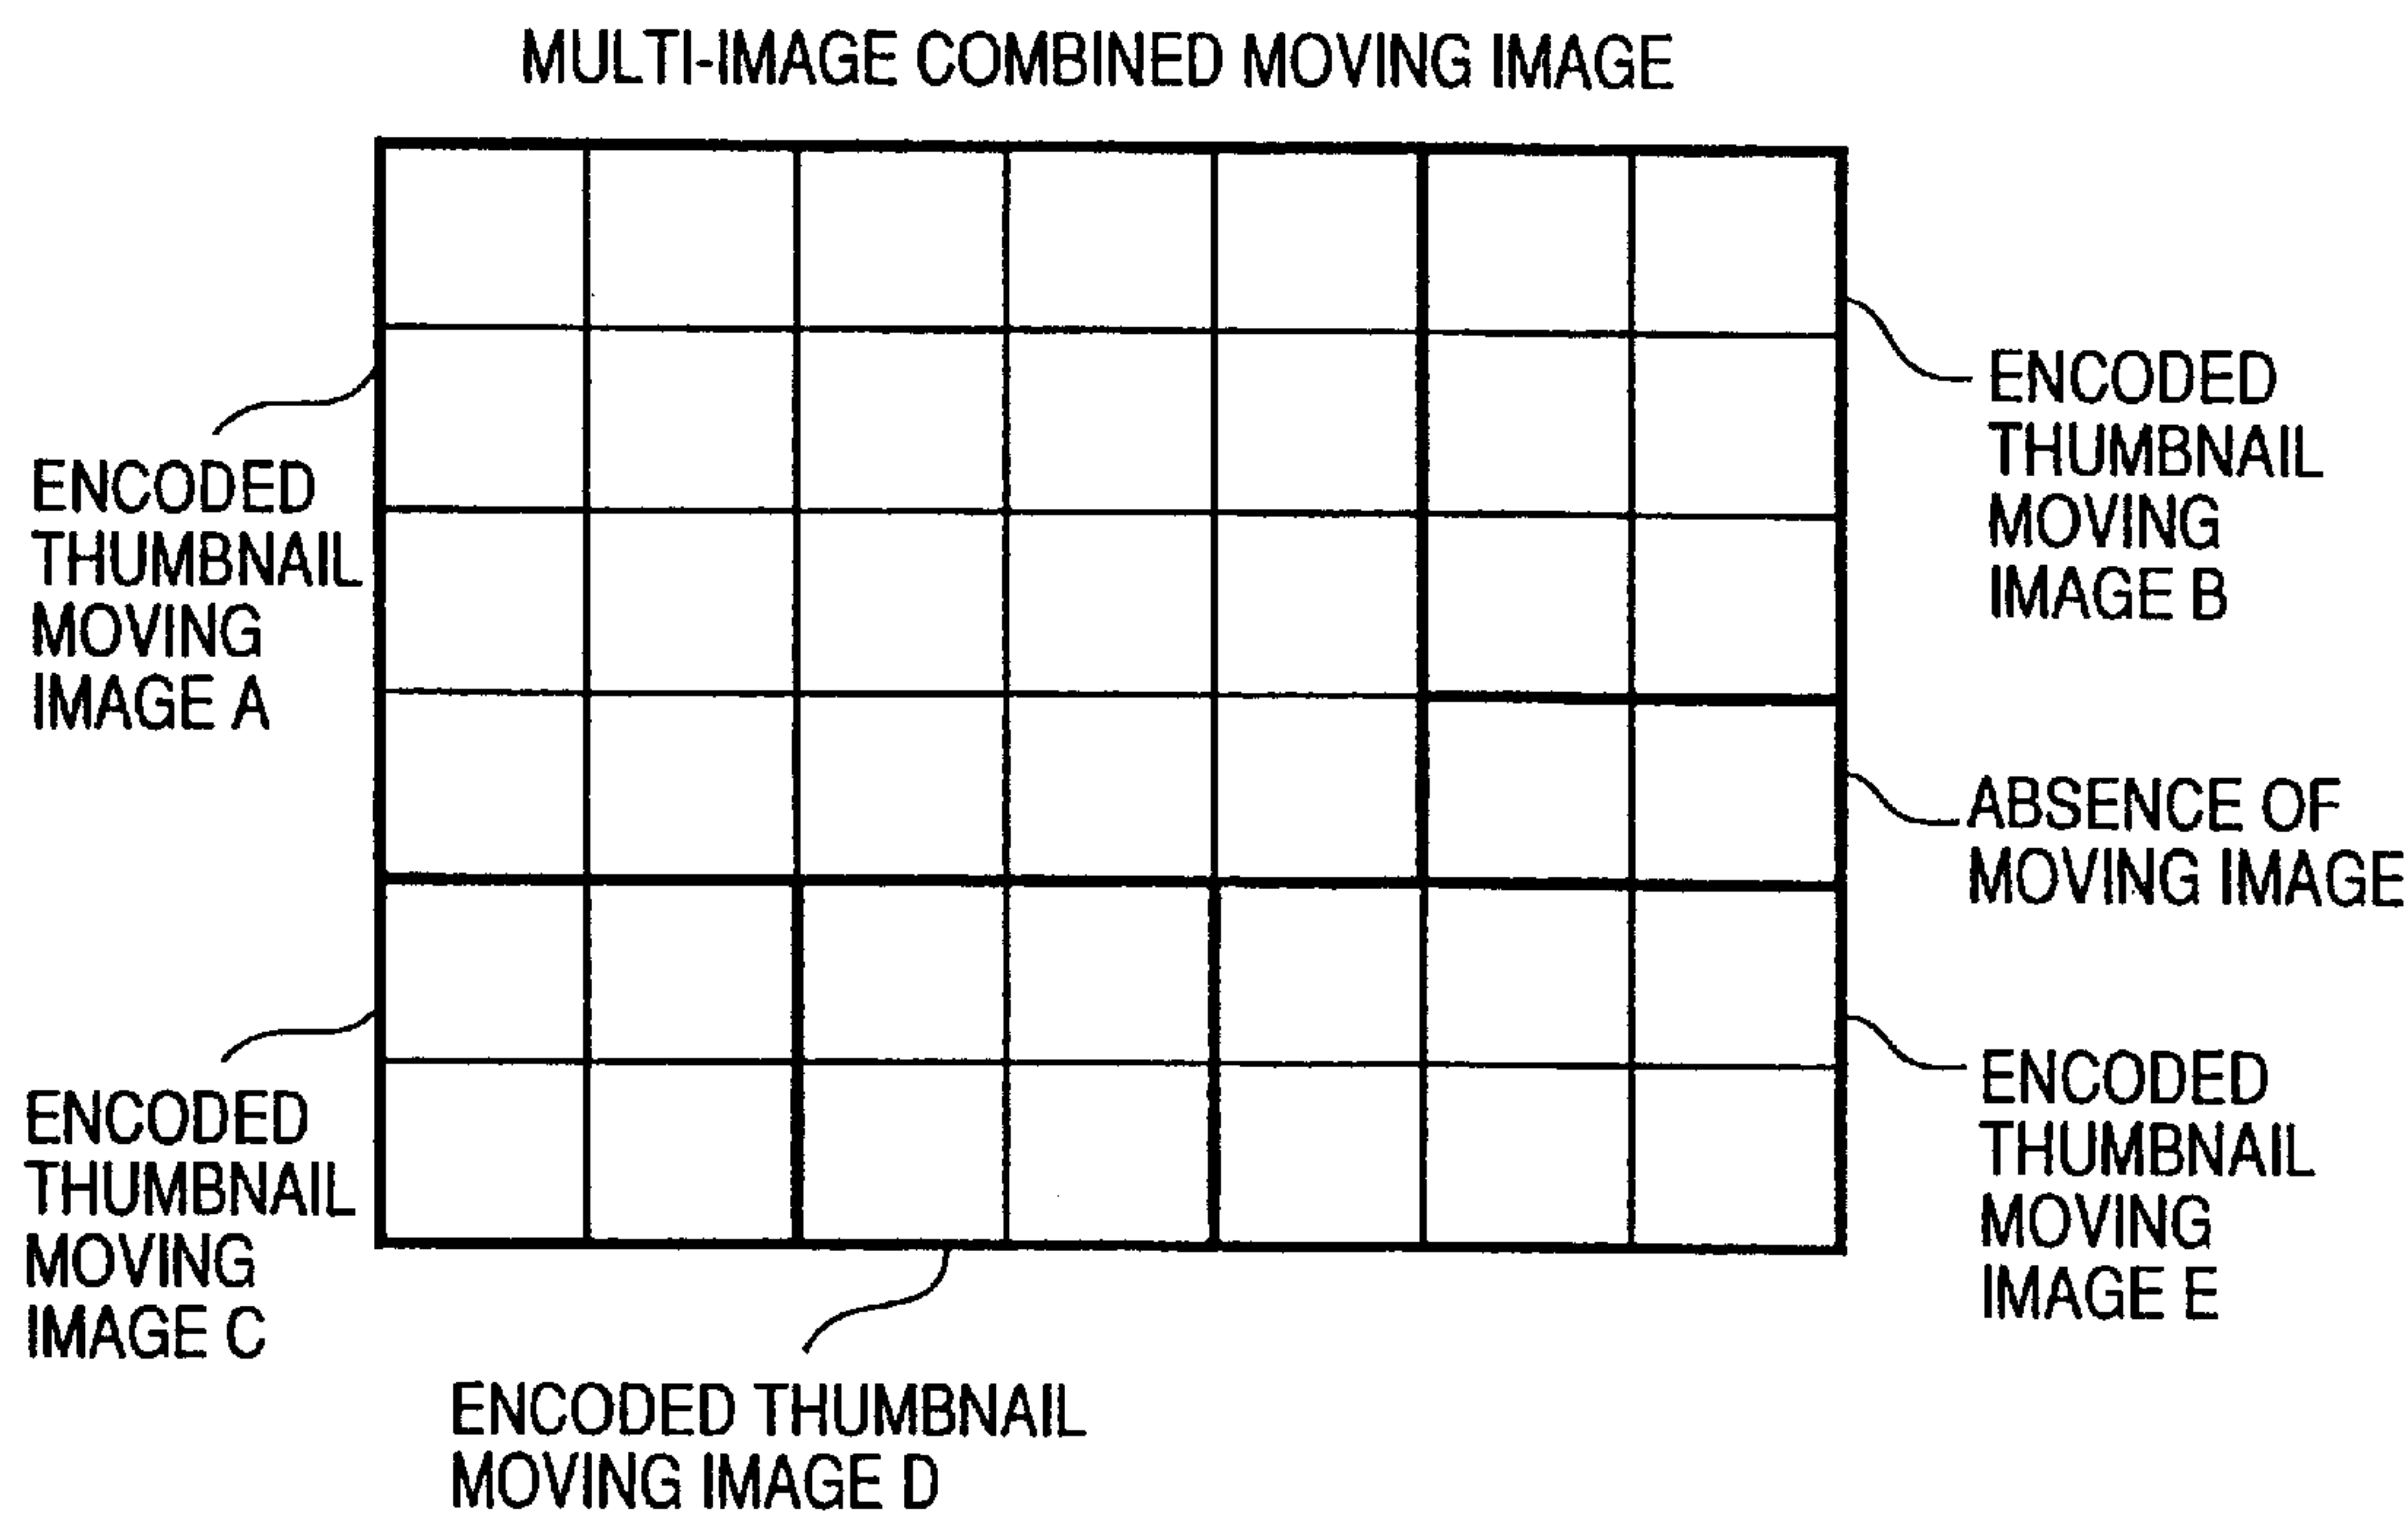 MULTI-IMAGE COMBINED MOVING IMAGE
ENCODED
THUMBNAIL
MOVING
IMAGE A
ENCODED
THUMBNAIL
MOVING
IMAGE B
ABSENCE OF
MOVING IMAGE
ENCODED
THUMBNAIL
MOVING
IMAGE C
ENCODED THUMBNAIL
MOVING IMAGE D
ENCODED
THUMBNAIL
MOVING
IMAGE E